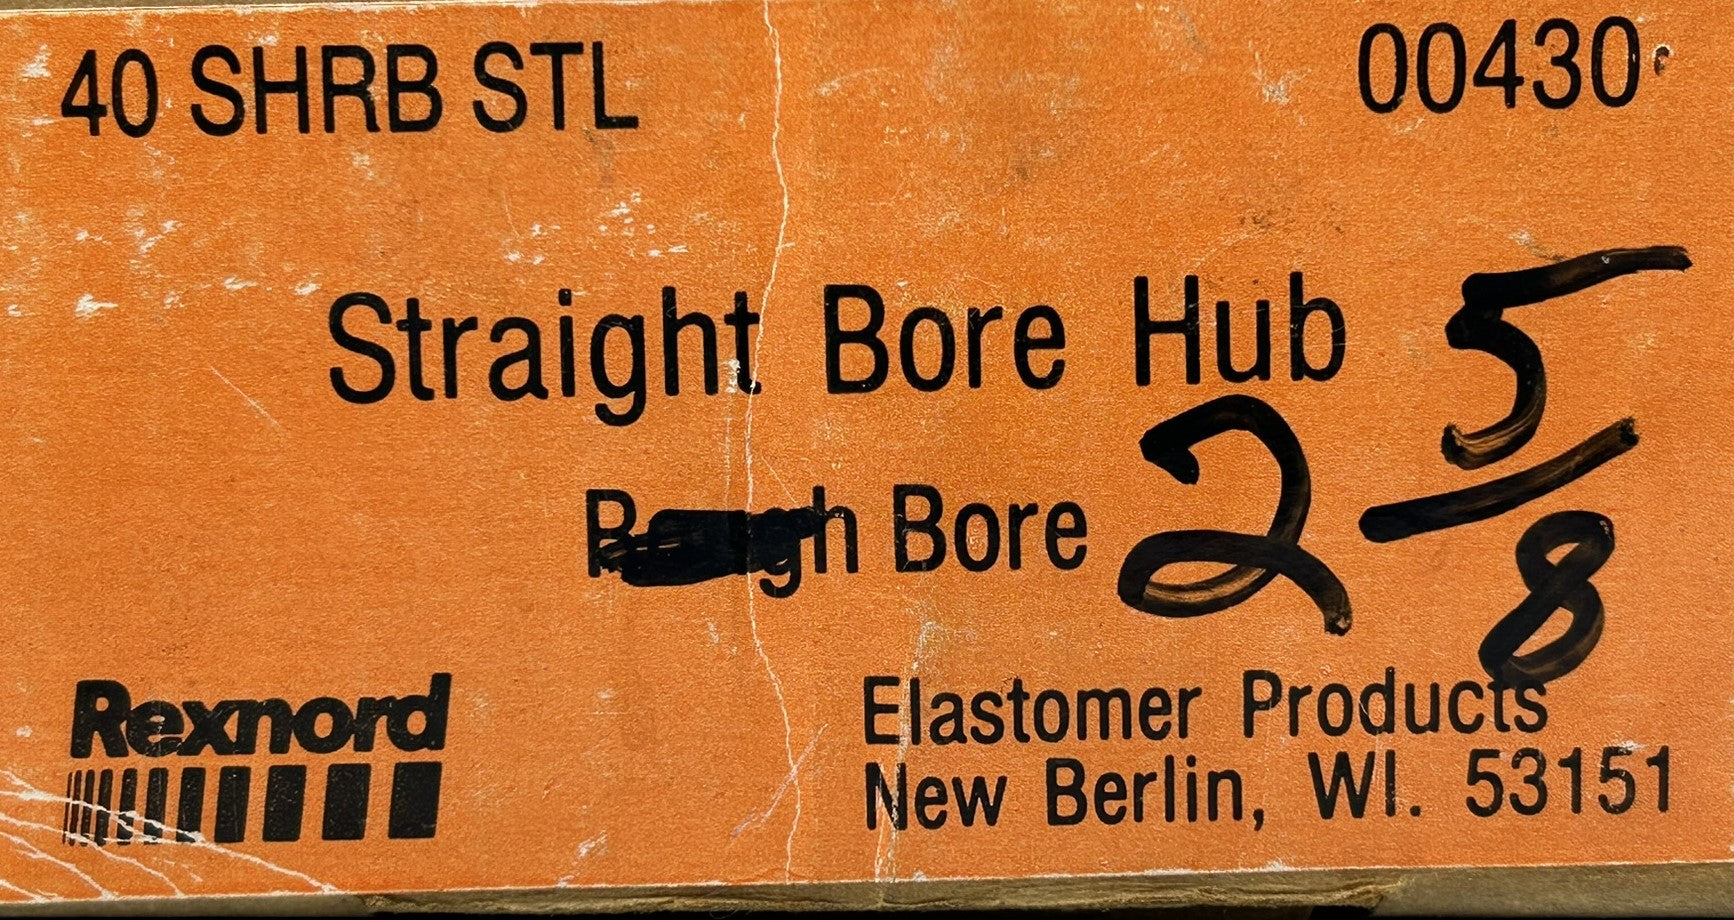 40 SHRB STL 00430
Straight Bore Hub
Bore 2 5/8
Rexnord
Elastomer Products
New Berlin, WI. 53151